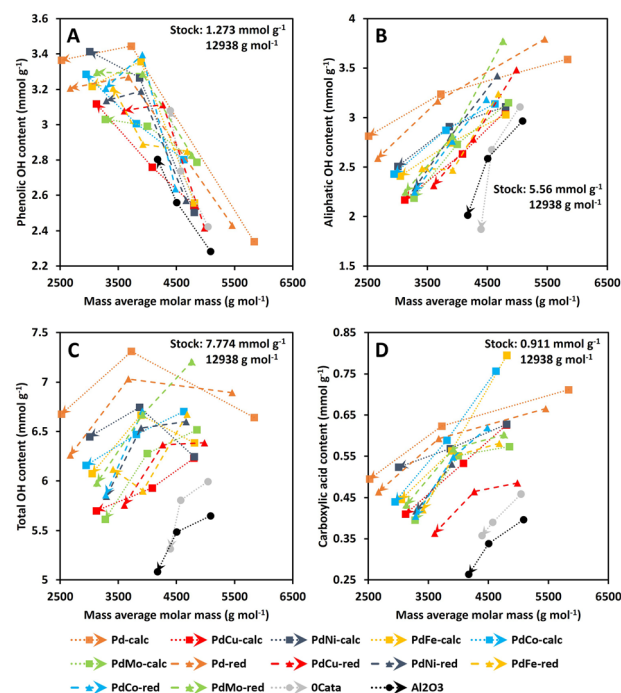 A
Stock: 1.273 mmol g-1
12938 g mol-1
Phenolic OH content (mmol g-1)
3.6
3.4
3.2
3
2.8
2.6
2.4
2.2
2500 3500 4500 5500 6500
Mass average molar mass (g mol-1)
B
Aliphatic OH content (mmol g-1)
4
3.5
3
2.5
2
1.5
1
Stock: 5.56 mmol g-1
12938 g mol-1
2500 3500 4500 5500 6500
Mass average molar mass (g mol-1)
C
Stock: 7.774 mmol g-1
12938 g mol-1
Total OH content (mmol g-1)
7.5
7
6.5
6
5.5
5
2500 3500 4500 5500 6500
Mass average molar mass (g mol-1)
D
Stock: 0.911 mmol g-1
12938 g mol-1
Carboxylic acid content (mmol g-1)
0.85
0.75
0.65
0.55
0.45
0.35
0.25
2500 3500 4500 5500 6500
Mass average molar mass (g mol-1)
Pd-calc PdCu-calc PdNi-calc PdFe-calc PdCo-calc
PdMo-calc Pd-red PdCu-red PdNi-red PdFe-red
PdCo-red PdMo-red 0Cata Al2O3